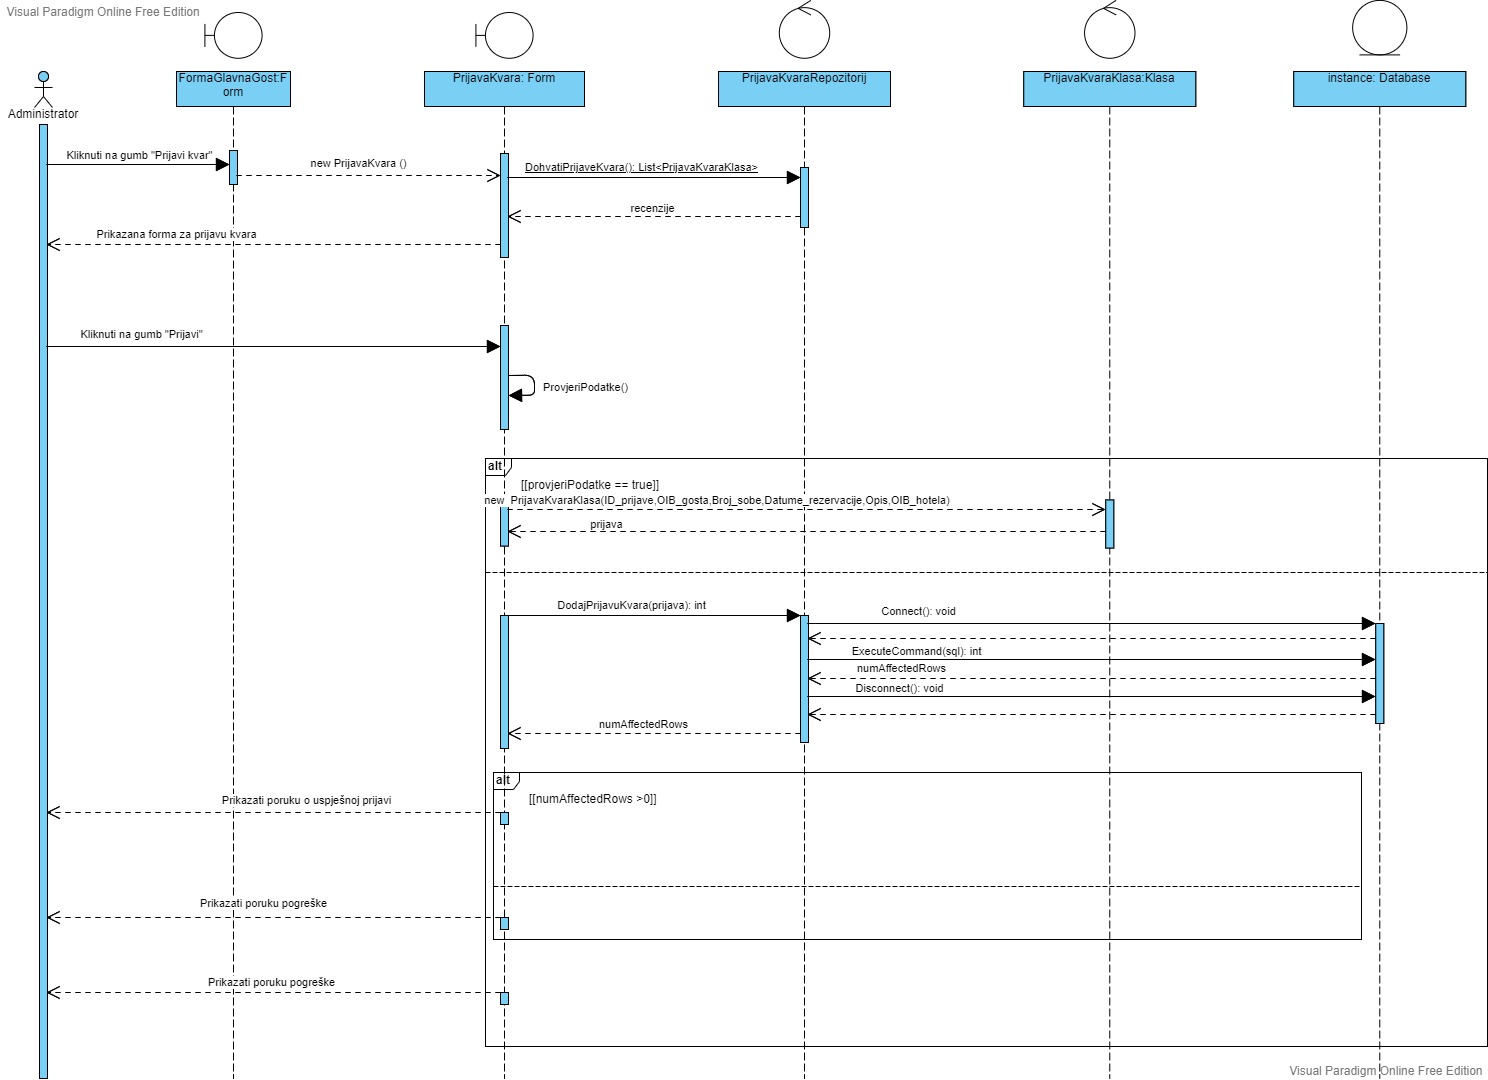 Visual Paradigm Online Free Edition
FormaGlavnaGost:F
orm
PrijavaKvara: Form
PrijavaKvaraRepozitorij
PrijavaKvaraKlasa:Klasa
instance: Database
Administrator
Kliknuti na gumb "Prijavi kvar"
new PrijavaKvara ()
DohvatiPrijaveKvara(): List<PrijavaKvaraKlasa>
recenzije
Prikazana forma za prijavu kvara
Kliknuti na gumb "Prijavi"
ProvjeriPodatke()
alt
[[provjeriPodatke == true]]
new PrijavaKvaraKlasa(ID_prijave,OIB_gosta,Broj_sobe,Datume_rezervacije,Opis,OIB_hotela)
prijava
DodajPrijavuKvara(prijava): int
Connect(): void
ExecuteCommand(sql): int
numAffectedRows
Disconnect(): void
numAffectedRows
alt
[[numAffectedRows >0]]
Prikazati poruku o uspješnoj prijavi
Prikazati poruku pogreške
Prikazati poruku pogreške
Visual Paradigm Online Free Edition